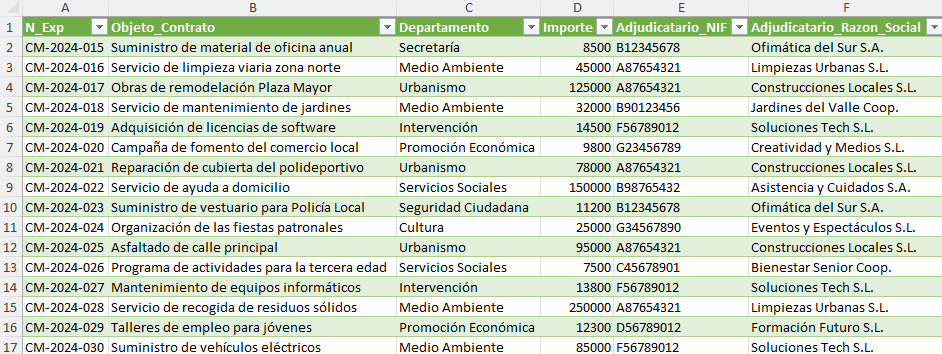 A B C D E F
1 N_Exp Objeto_Contrato Departamento Importe Adjudicatario_NIF Adjudicatario_Razon_Social
2 CM-2024-015 Suministro de material de oficina anual Secretaría 8500 B12345678 Ofimática del Sur S.A.
3 CM-2024-016 Servicio de limpieza viaria zona norte Medio Ambiente 45000 A87654321 Limpiezas Urbanas S.L.
4 CM-2024-017 Obras de remodelación Plaza Mayor Urbanismo 125000 A87654321 Construcciones Locales S.L.
5 CM-2024-018 Servicio de mantenimiento de jardines Medio Ambiente 32000 B90123456 Jardines del Valle Coop.
6 CM-2024-019 Adquisición de licencias de software Intervención 14500 F56789012 Soluciones Tech S.L.
7 CM-2024-020 Campaña de fomento del comercio local Promoción Económica 9800 G23456789 Creatividad y Medios S.L.
8 CM-2024-021 Reparación de cubierta del polideportivo Urbanismo 78000 A87654321 Construcciones Locales S.L.
9 CM-2024-022 Servicio de ayuda a domicilio Servicios Sociales 150000 B98765432 Asistencia y Cuidados S.A.
10 CM-2024-023 Suministro de vestuario para Policía Local Seguridad Ciudadana 11200 B12345678 Ofimática del Sur S.A.
11 CM-2024-024 Organización de las fiestas patronales Cultura 25000 G34567890 Eventos y Espectáculos S.L.
12 CM-2024-025 Asfaltado de calle principal Urbanismo 95000 A87654321 Construcciones Locales S.L.
13 CM-2024-026 Programa de actividades para la tercera edad Servicios Sociales 7500 C45678901 Bienestar Senior Coop.
14 CM-2024-027 Mantenimiento de equipos informáticos Intervención 13800 F56789012 Soluciones Tech S.L.
15 CM-2024-028 Servicio de recogida de residuos sólidos Medio Ambiente 250000 A87654321 Limpiezas Urbanas S.L.
16 CM-2024-029 Talleres de empleo para jóvenes Promoción Económica 12300 D56789012 Formación Futuro S.L.
17 CM-2024-030 Suministro de vehículos eléctricos Medio Ambiente 85000 F56789012 Soluciones Tech S.L.